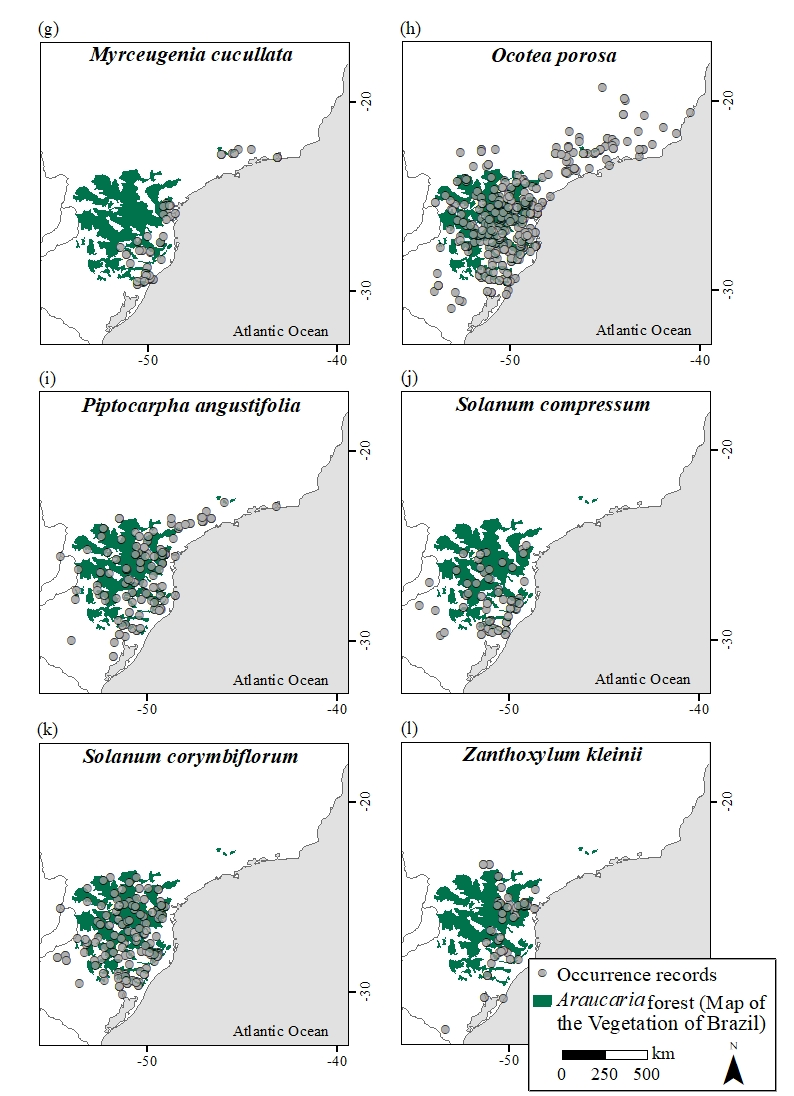 (g)
Myrceugenia cucullata
-20
-30
Atlantic Ocean
-50
-40
(h)
Ocotea porosa
-20
-30
Atlantic Ocean
-50
-40
(i)
Piptocarpha angustifolia
-20
-30
Atlantic Ocean
-50
-40
(j)
Solanum compressum
-20
-30
Atlantic Ocean
-50
-40
(k)
Solanum corymbiflorum
-20
-30
Atlantic Ocean
-50
-40
(l)
Zanthoxylum kleinii
-20
-50
Occurrence records
Araucaria forest (Map of
the Vegetation of Brazil)
km
0 250 500
N